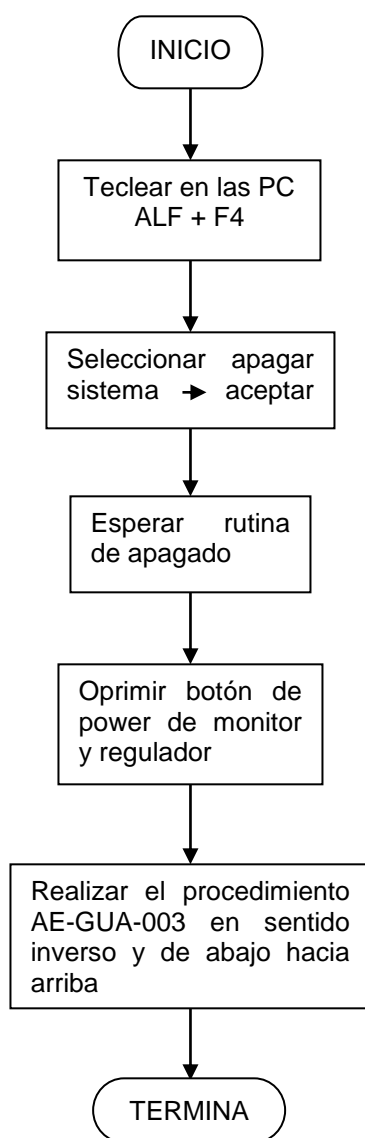 INICIO
Teclear en las PC
ALF + F4
Seleccionar apagar
sistema → aceptar
Esperar rutina
de apagado
Oprimir botón de
power de monitor
y regulador
Realizar el procedimiento
AE-GUA-003 en sentido
inverso y de abajo hacia
arriba
TERMINA